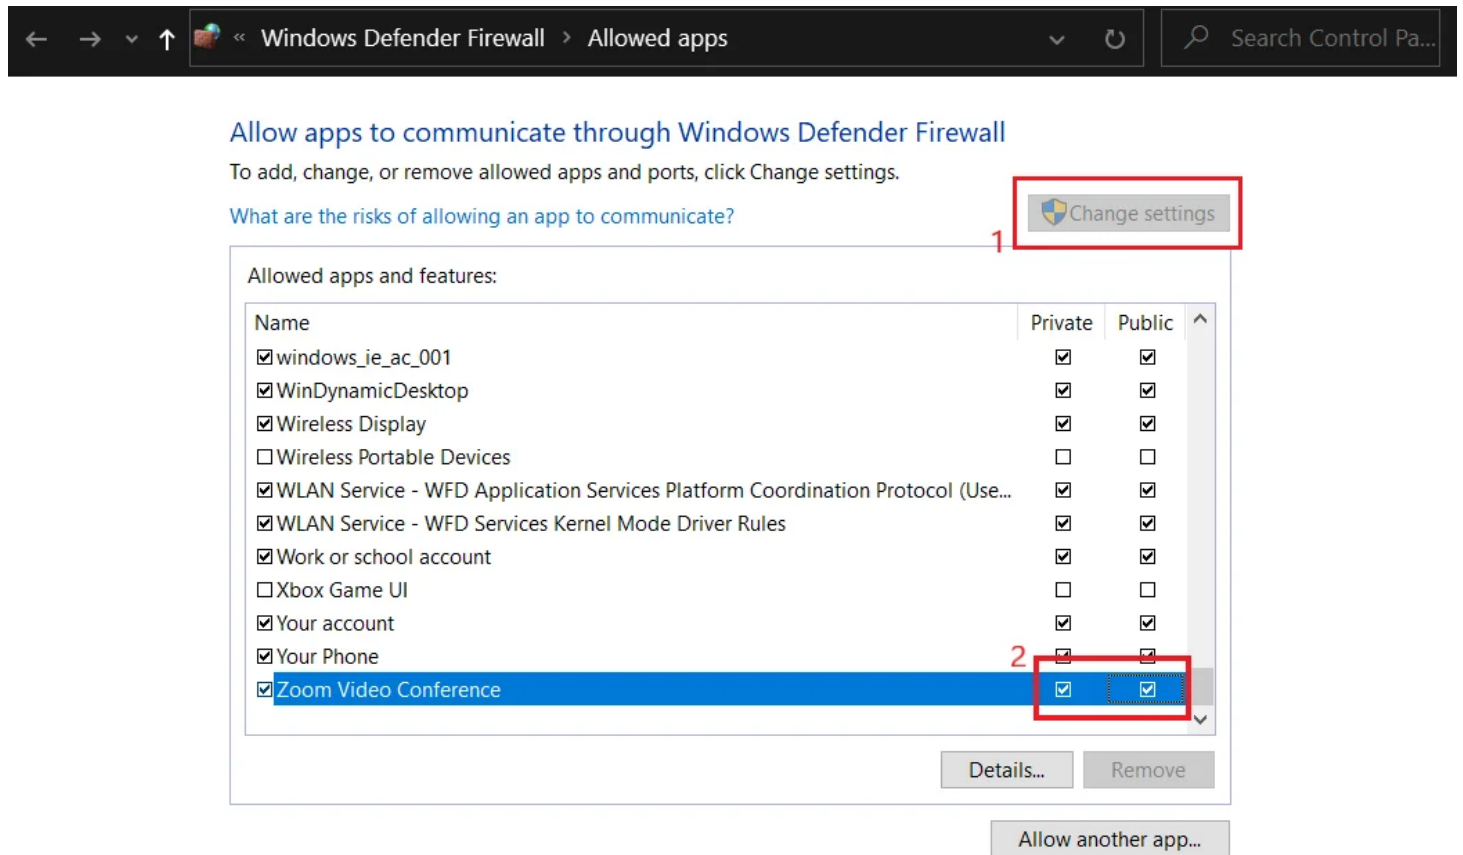 « Windows Defender Firewall > Allowed apps
Search Control Pa...
Allow apps to communicate through Windows Defender Firewall
To add, change, or remove allowed apps and ports, click Change settings.
What are the risks of allowing an app to communicate?
Change settings
1
Allowed apps and features:
Name Private Public
windows_ie_ac_001
WinDynamicDesktop
Wireless Display
Wireless Portable Devices
WLAN Service - WFD Application Services Platform Coordination Protocol (Use...
WLAN Service - WFD Services Kernel Mode Driver Rules
Work or school account
Xbox Game UI
Your account
Your Phone
2
Zoom Video Conference
Details... Remove
Allow another app...